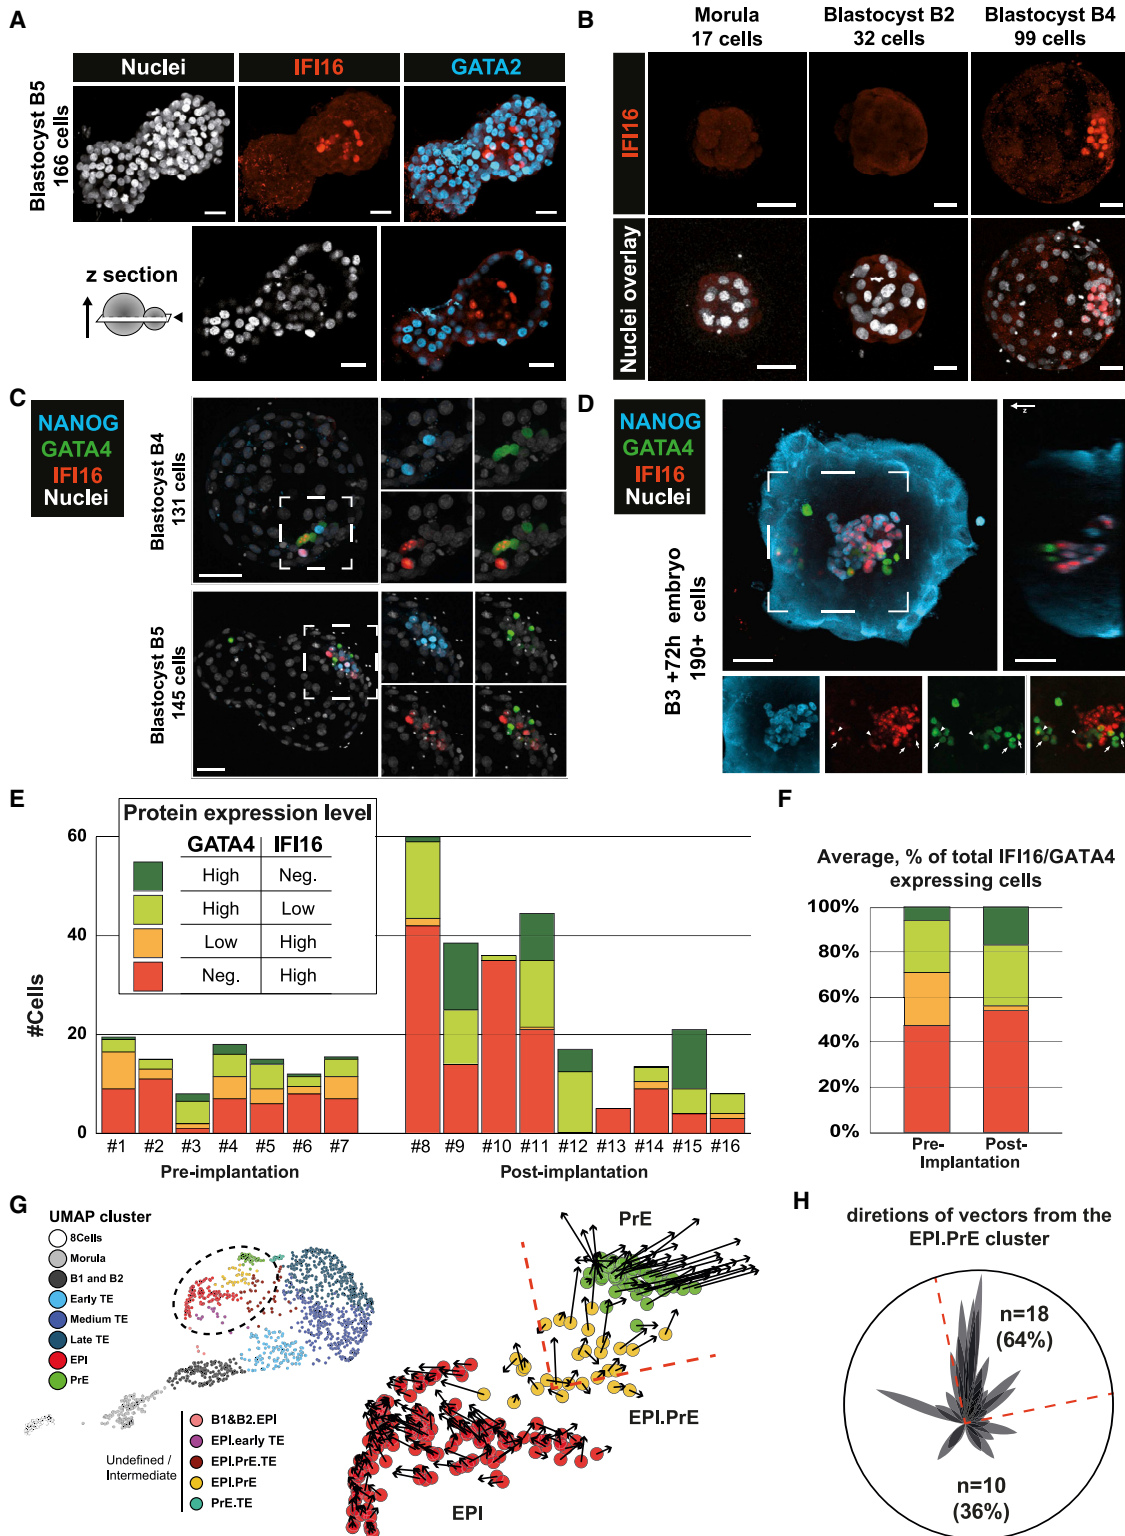 A
Nuclei
IFI16
GATA2
Blastocyst B5
166 cells
z section
B
Morula
17 cells
Blastocyst B2
32 cells
Blastocyst B4
99 cells
IFI16
Nuclei overlay
C
NANOG
GATA4
IFI16
Nuclei
Blastocyst B4
131 cells
Blastocyst B5
145 cells
D
NANOG
GATA4
IFI16
Nuclei
B3 +72h embryo
190+ cells
z
E
Protein expression level
GATA4 IFI16
High Neg.
High Low
Low High
Neg. High
#Cells
60
40
20
0
#1 #2 #3 #4 #5 #6 #7 #8 #9 #10 #11 #12 #13 #14 #15 #16
Pre-implantation
Post-implantation
F
Average, % of total IFI16/GATA4
expressing cells
100%
80%
60%
40%
20%
0%
Pre- Post-
Implantation
G
UMAP cluster
8Cells
Morula
B1 and B2
Early TE
Medium TE
Late TE
EPI
PrE
Undefined /
Intermediate
B1&B2.EPI
EPI.early TE
EPI.PrE.TE
EPI.PrE
PrE.TE
PrE
EPI.PrE
EPI
H
diretions of vectors from the
EPI.PrE cluster
n=18
(64%)
n=10
(36%)